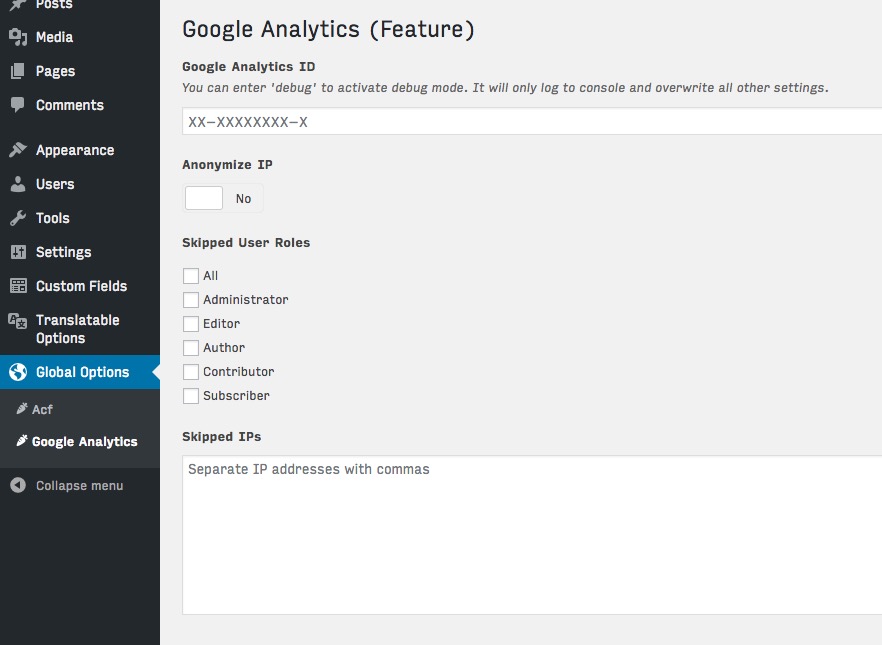 Posts
Media
Pages
Comments
Appearance
Users
Tools
Settings
Custom Fields
Translatable
Options
Global Options
Acf
Google Analytics
Collapse menu
Google Analytics (Feature)
Google Analytics ID
You can enter 'debug' to activate debug mode. It will only log to console and overwrite all other settings.
XX–XXXXXXXX–X
Anonymize IP
No
Skipped User Roles
All
Administrator
Editor
Author
Contributor
Subscriber
Skipped IPs
Separate IP addresses with commas